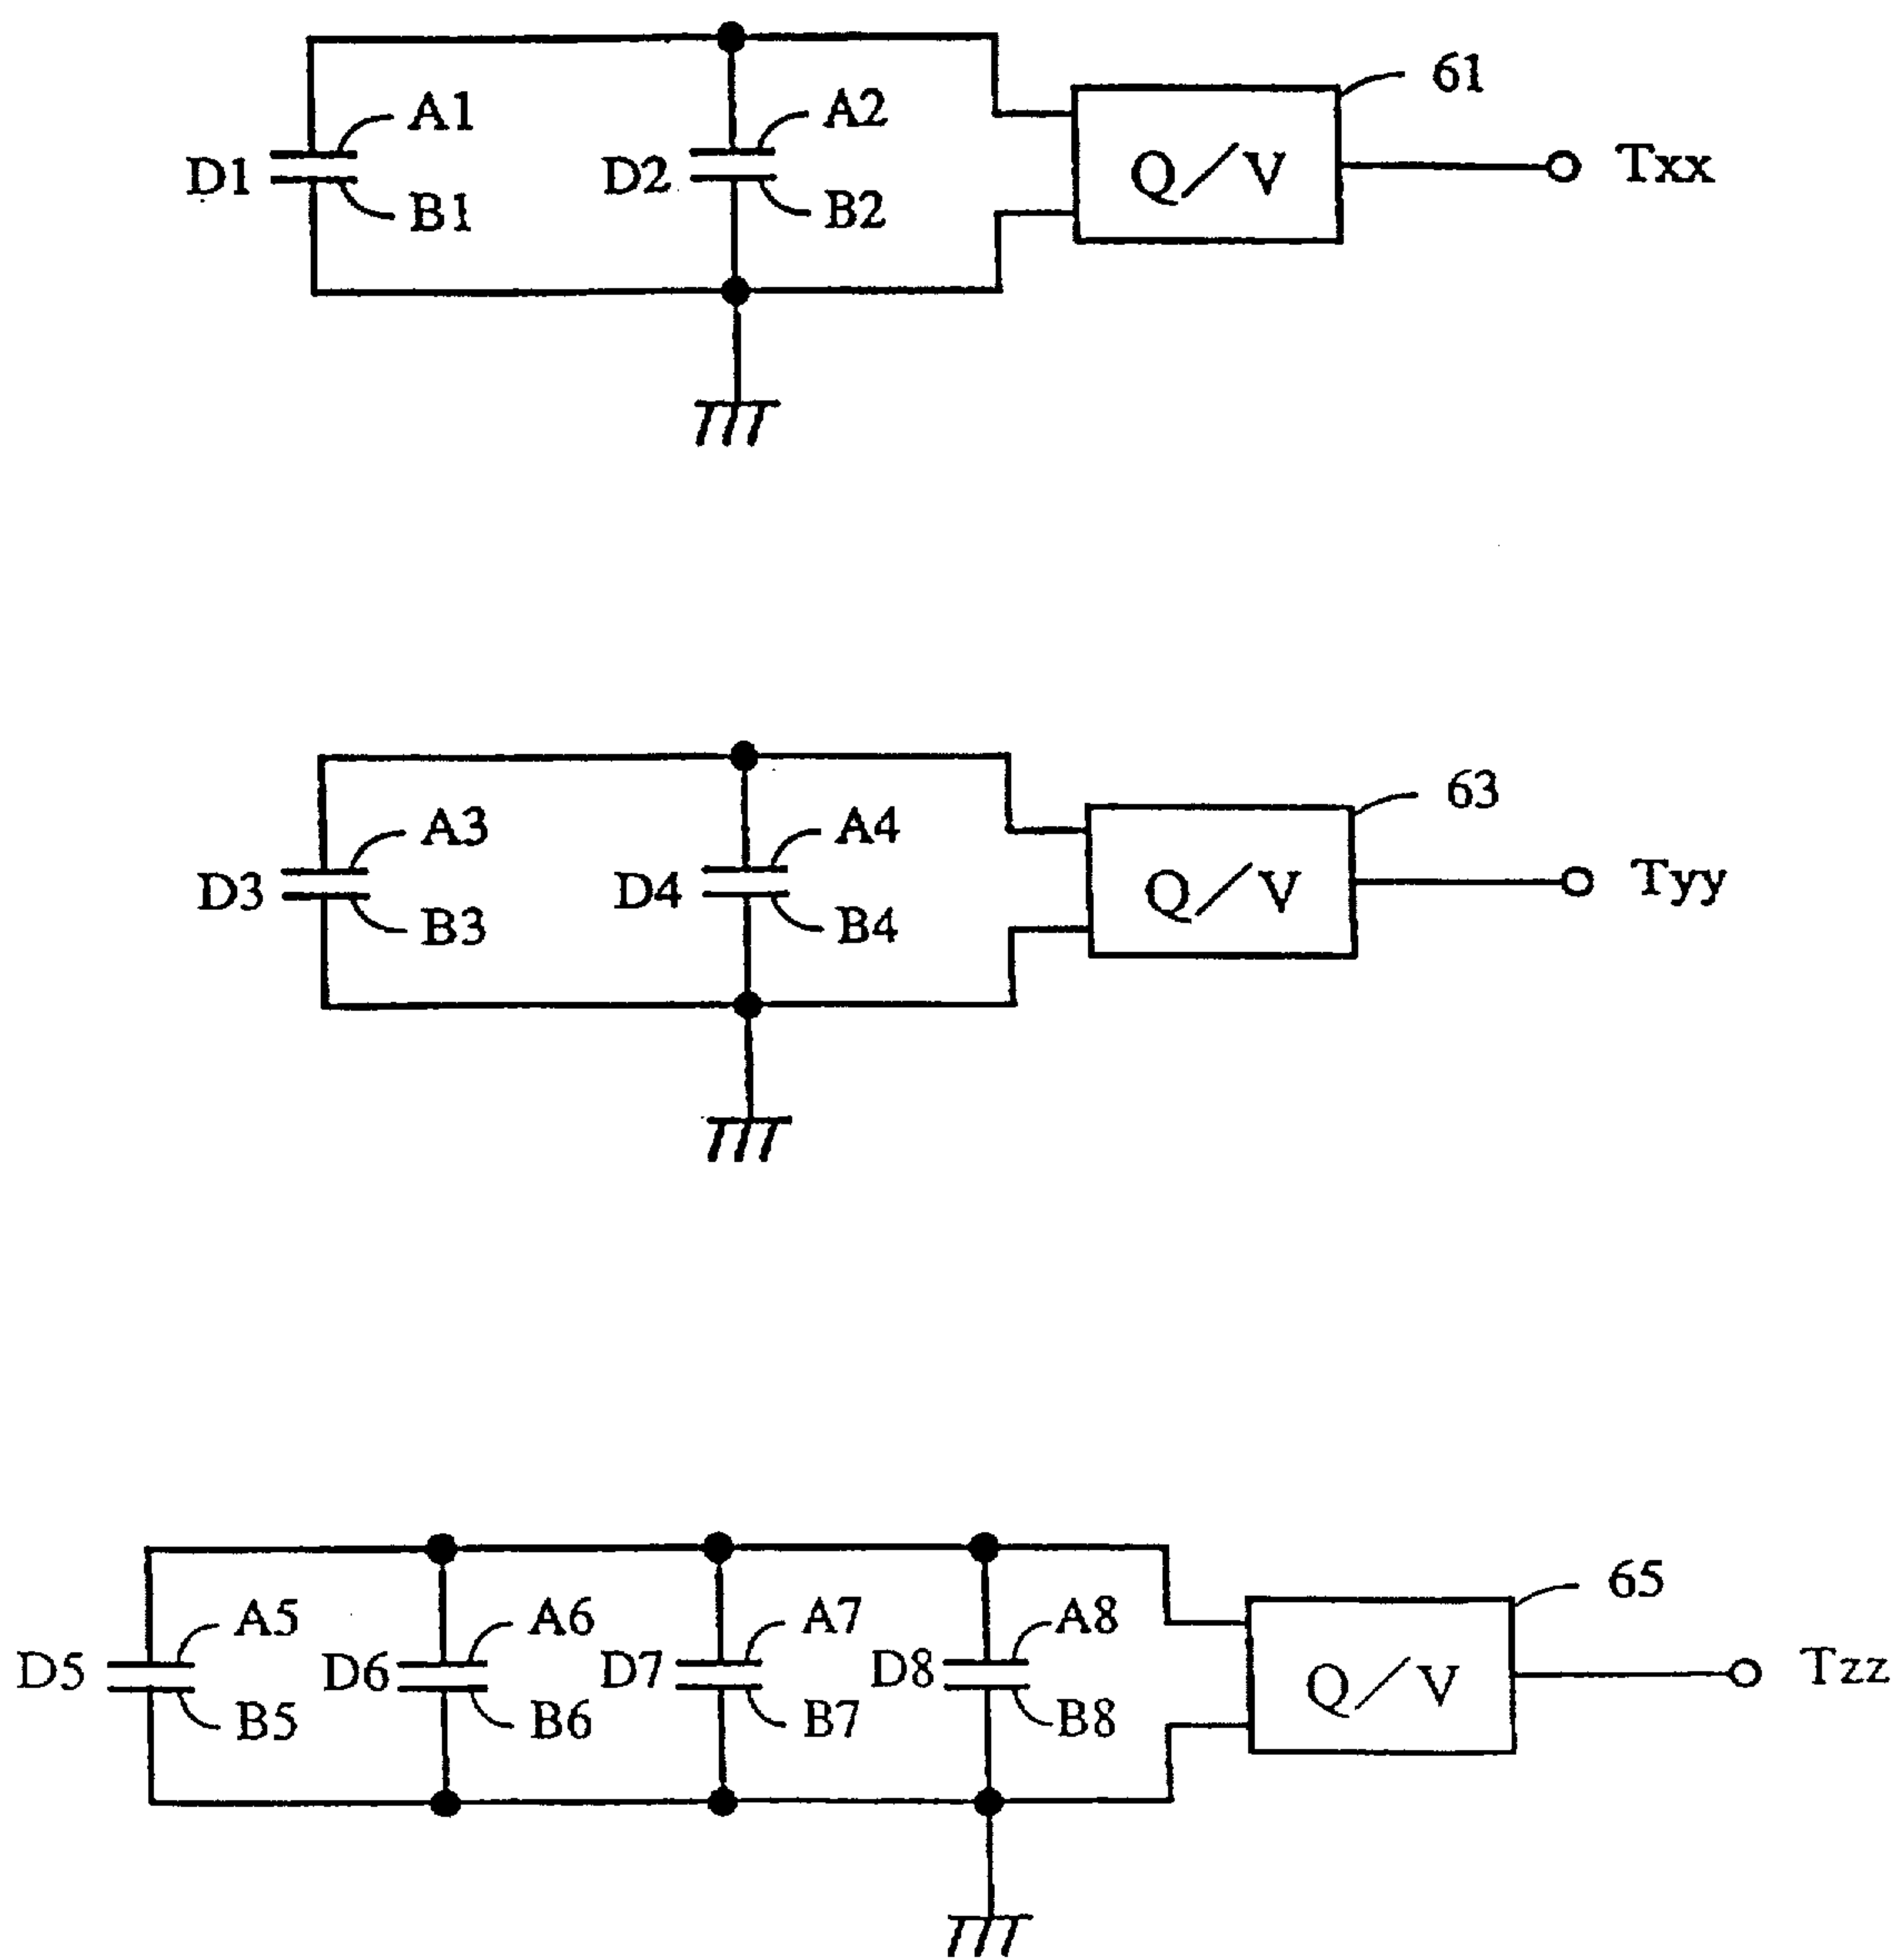 61
A1
A2
D1
D2
Q/V
Txx
B1
B2
63
A3
A4
D3
D4
Q/V
Tyy
B3
B4
65
A5
A6
A7
A8
D5
D6
D7
D8
Q/V
Tzz
B5
B6
B7
B8